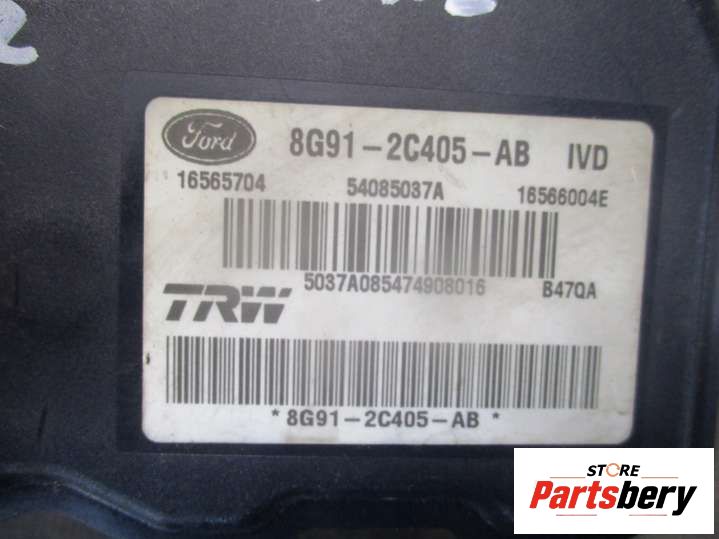 Ford 8G91-2C405-AB IVD
16565704 54085037A 16566004E
5037A085474908016 B47QA
TRW
*8G91-2C405-AB*
STORE
Partsbery